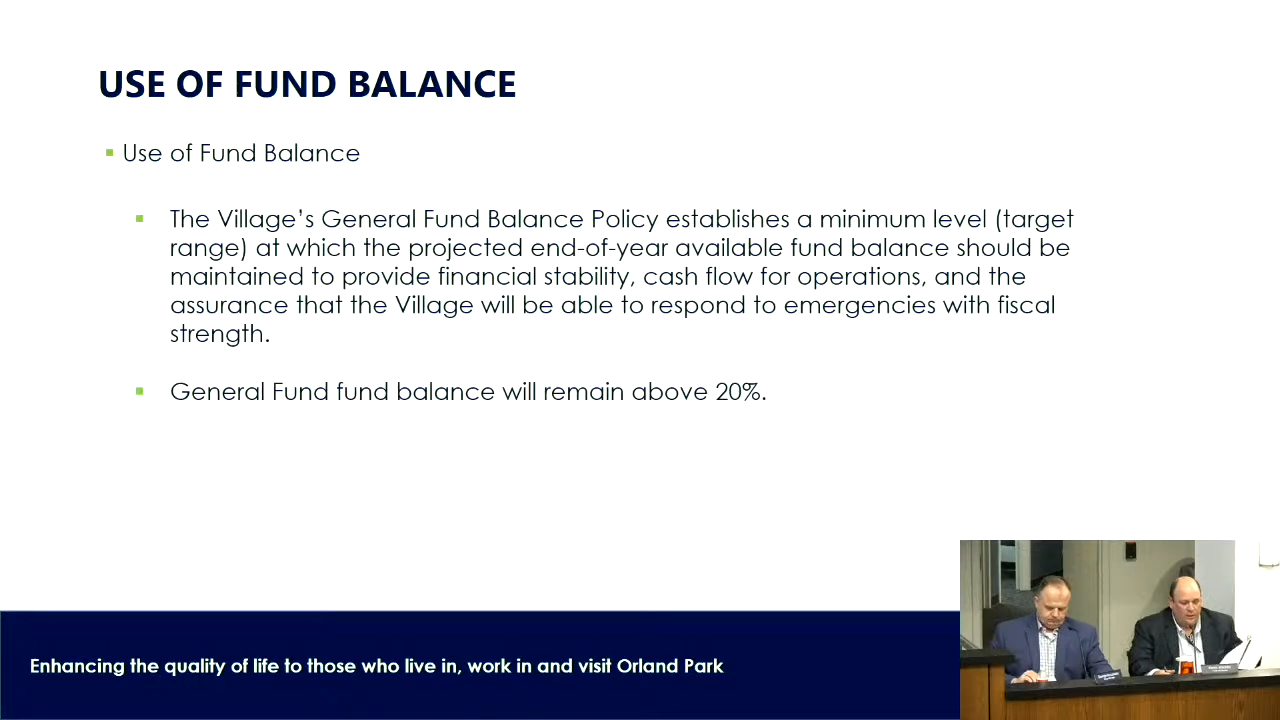 USE OF FUND BALANCE
Use of Fund Balance
The Village’s General Fund Balance Policy establishes a minimum level (target
range) at which the projected end-of-year available fund balance should be
maintained to provide financial stability, cash flow for operations, and the
assurance that the Village will be able to respond to emergencies with fiscal
strength.
General Fund fund balance will remain above 20%.
Enhancing the quality of life to those who live in, work in and visit Orland Park